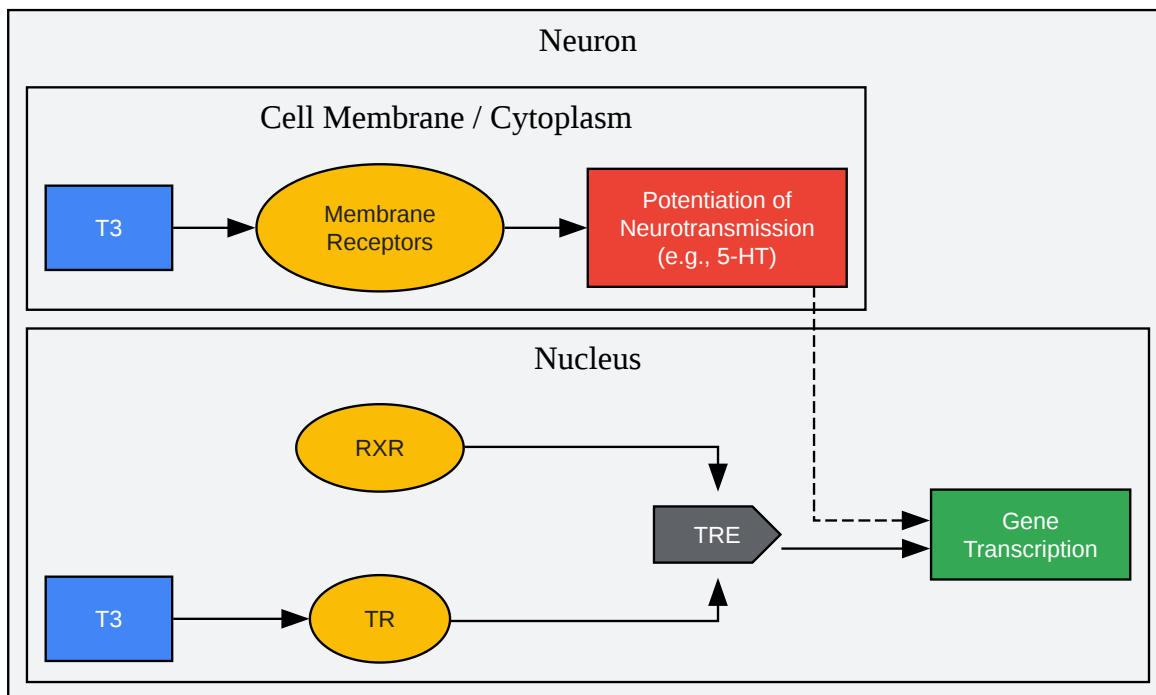 Neuron
Cell Membrane / Cytoplasm
T3
Membrane
Receptors
Potentiation of
Neurotransmission
(e.g., 5-HT)
Nucleus
RXR
TRE
Gene
Transcription
T3
TR